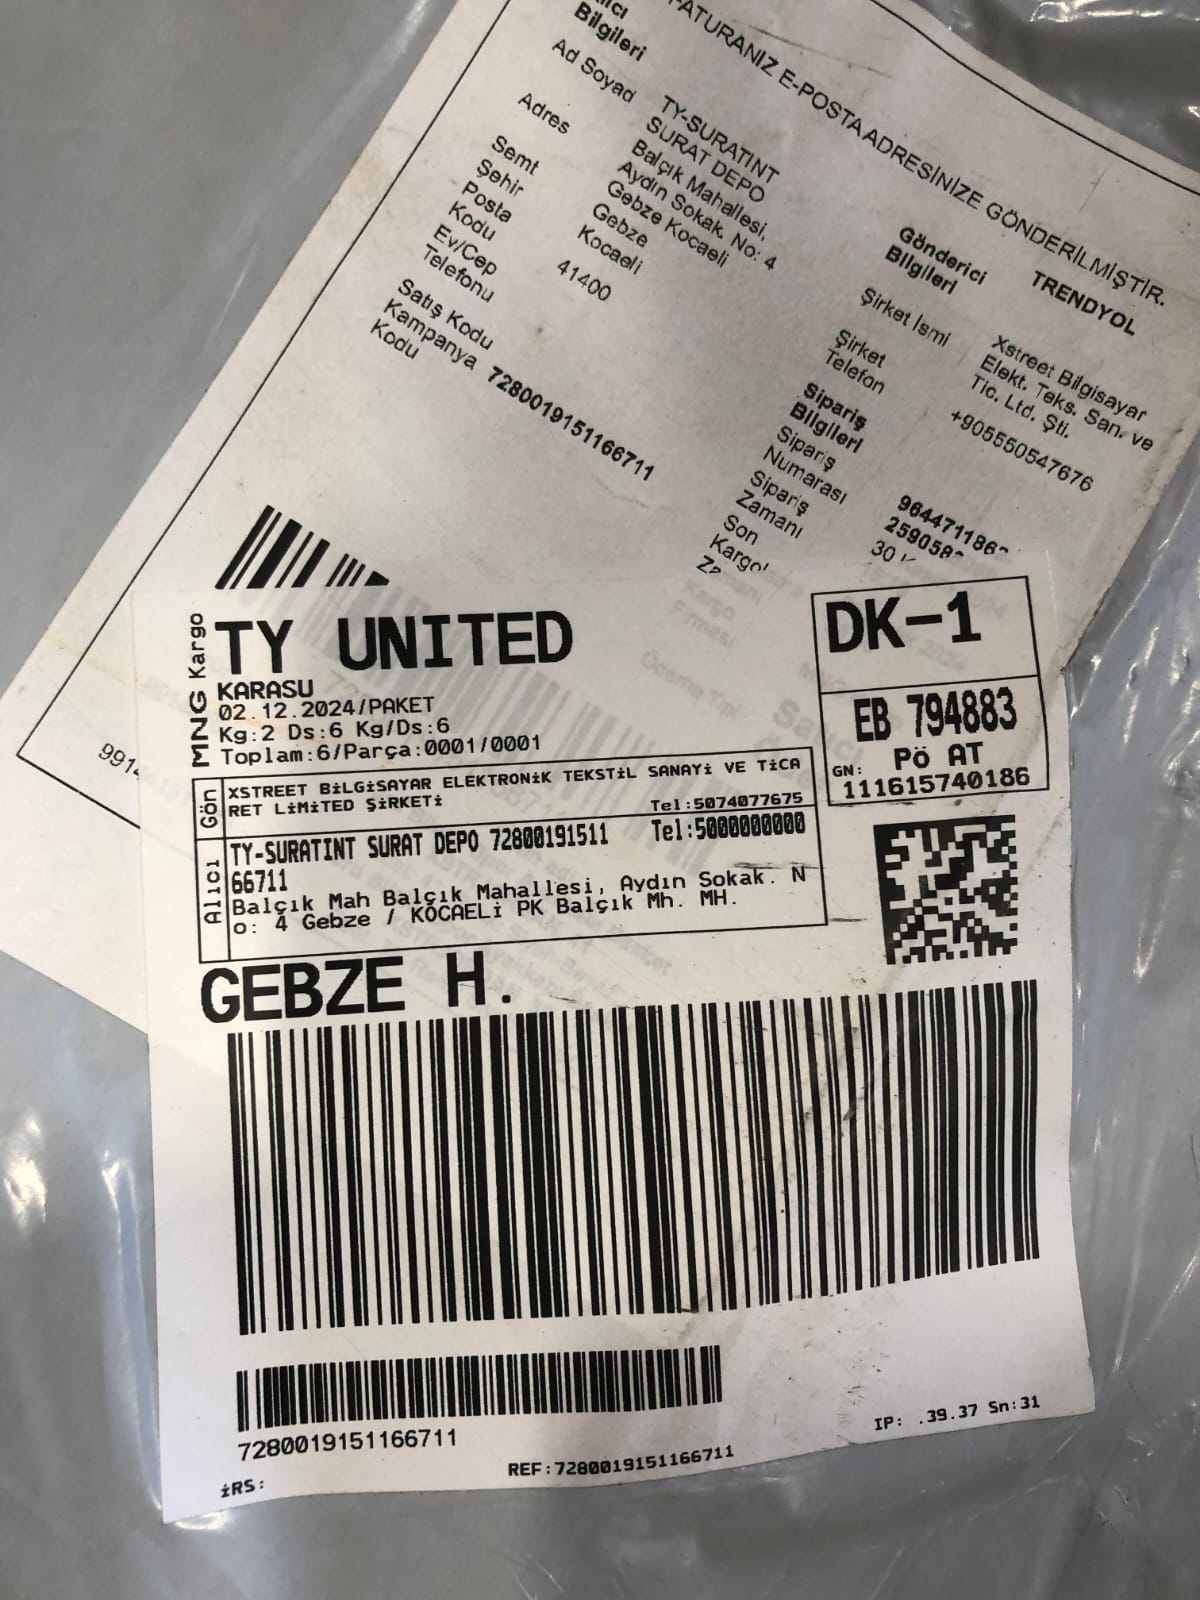 FATURANIZ E-POSTA ADRESİNİZE GÖNDERİLMİŞTİR.
Bilgileri
Ad Soyad TY-SURATINT
SURAT DEPO
Adres Balçık Mahallesi,
Aydın Sokak. No: 4
Gebze Kocaeli
Semt Gebze
Şehir Kocaeli
Posta
Kodu 41400
Ev/Cep
Telefonu
Satış Kodu
Kampanya 7280019151166711
Kodu
Gönderici
Bilgileri TRENDYOL
Şirket İsmi Xstreet Bilgisayar
Elekt. Teks. San. ve
Tic. Ltd. Şti.
Şirket
Telefon +905550547676
Sipariş
Bilgileri
Sipariş
Numarası
Sipariş
Zamanı 30
Son
MNG Kargo
TY UNITED
KARASU
02.12.2024/PAKET
Kg:2 Ds:6 Kg/Ds:6
Toplam:6/Parça:0001/0001
DK-1
EB 794883
PÖ AT
GN:
111615740186
Gön
XSTREET BİLGİSAYAR ELEKTRONİK TEKSTİL SANAYİ VE TİCA
RET LİMİTED ŞİRKETİ Tel:5074077675
Alıcı
TY-SURATINT SURAT DEPO 72800191511 Tel:5000000000
66711
Balçık Mah Balçık Mahallesi, Aydın Sokak. N
o: 4 Gebze / KOCAELİ PK Balçık Mh. MH.
GEBZE H.
7280019151166711
IP: .39.37 Sn:31
İRS:
REF:7280019151166711